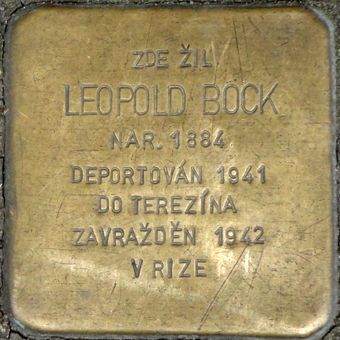 ZDE ŽIL
LEOPOLD BOCK
NAR. 1884
DEPORTOVÁN 1941
DO TEREZÍNA
ZAVRAŽDĚN 1942
V RIZE